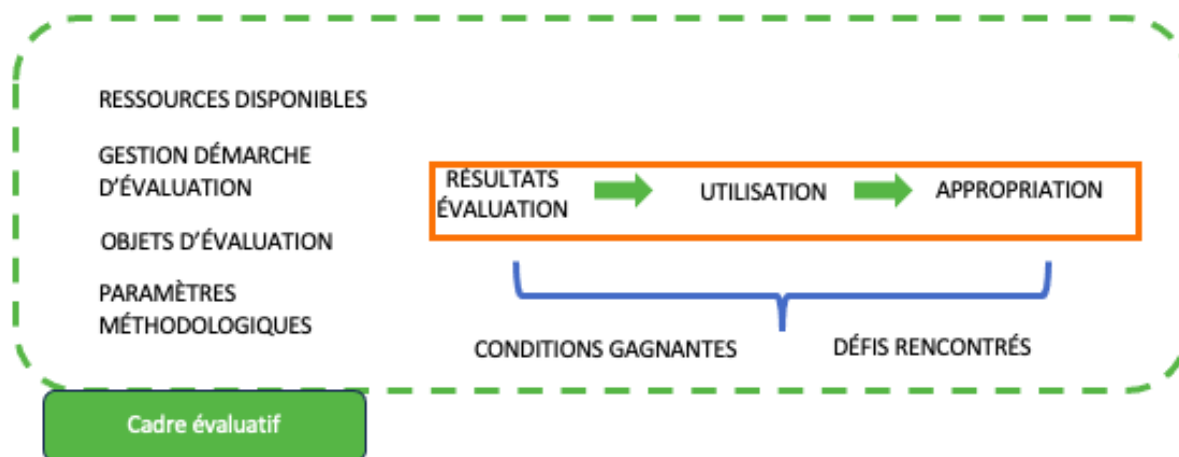 RESSOURCES DISPONIBLES
GESTION DÉMARCHE
D'ÉVALUATION
OBJETS D'ÉVALUATION
PARAMÈTRES
MÉTHODOLOGIQUES
RÉSULTATS
ÉVALUATION
UTILISATION
APPROPRIATION
CONDITIONS GAGNANTES
DÉFIS RENCONTRÉS
Cadre évaluatif